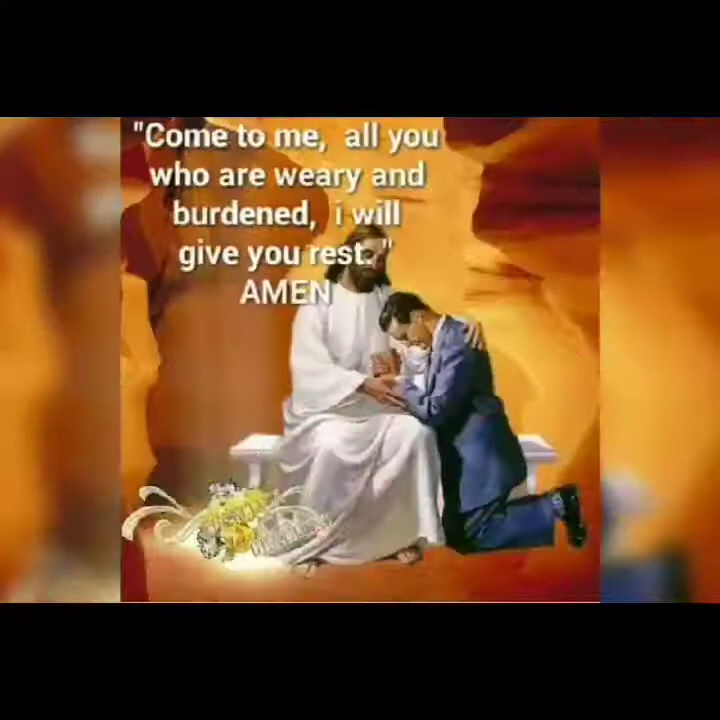 "Come to me, all you
who are weary and
burdened, i will
give you rest. "
AMEN